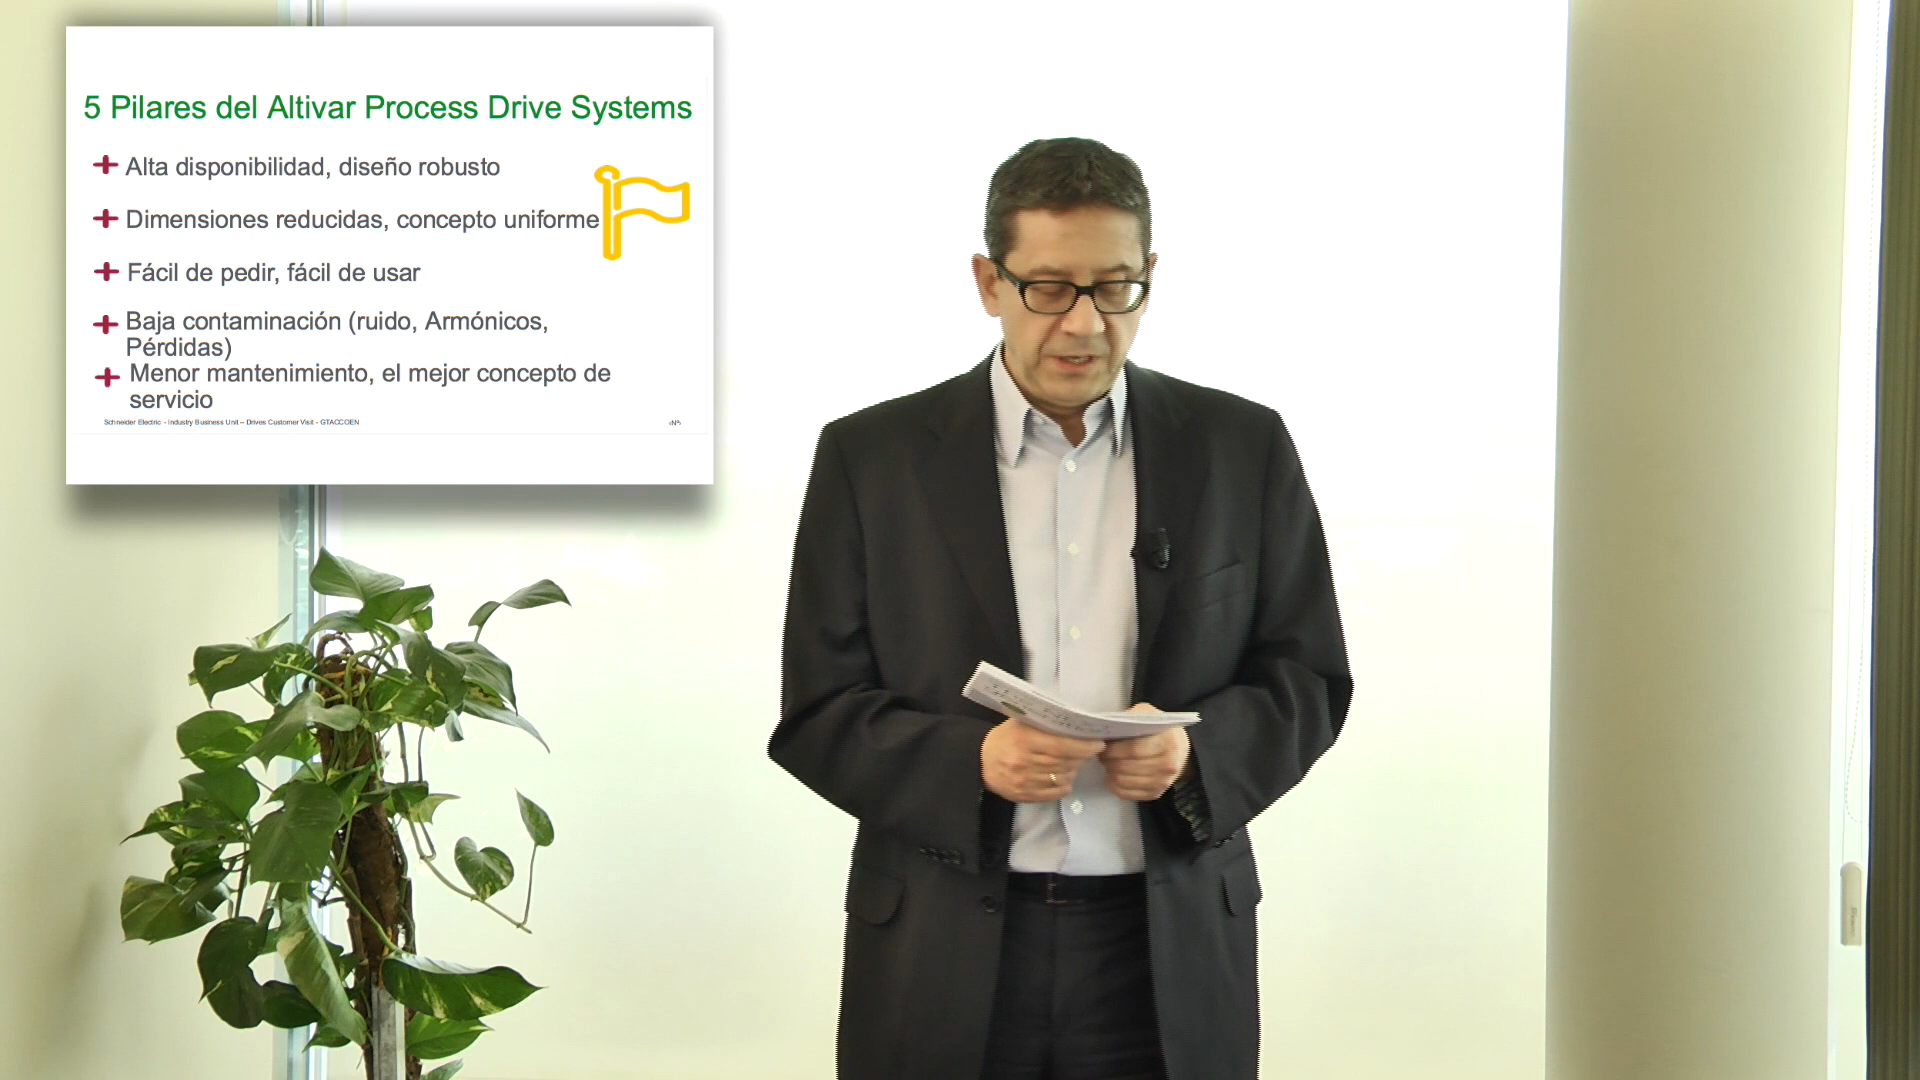 5 Pilares del Altivar Process Drive Systems
Alta disponibilidad, diseño robusto
Dimensiones reducidas, concepto uniforme
Fácil de pedir, fácil de usar
Baja contaminación (ruido, Armónicos,
Pérdidas)
Menor mantenimiento, el mejor concepto de
servicio
Schneider Electric - Industry Business Unit – Drives Customer Visit - GTACCOEN
‹Nº›